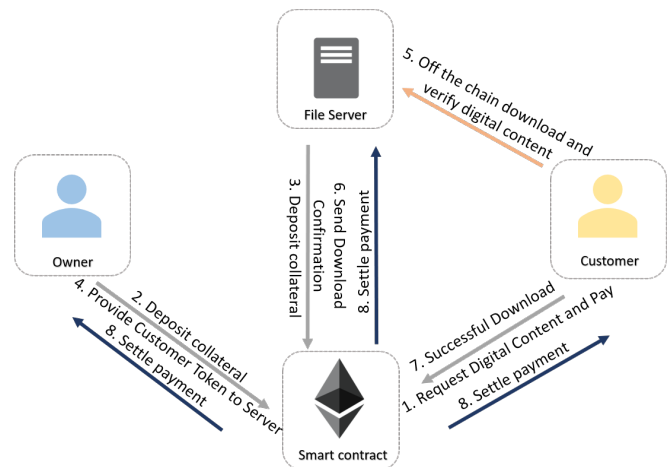 File Server
5. Off the chain download and
verify digital content
Owner
Customer
3. Deposit collateral
6. Send Download
Confirmation
8. Settle payment
2. Deposit collateral
4. Provide Customer Token to Server
8. Settle payment
7. Successful Download
1. Request Digital Content and Pay
8. Settle payment
Smart contract